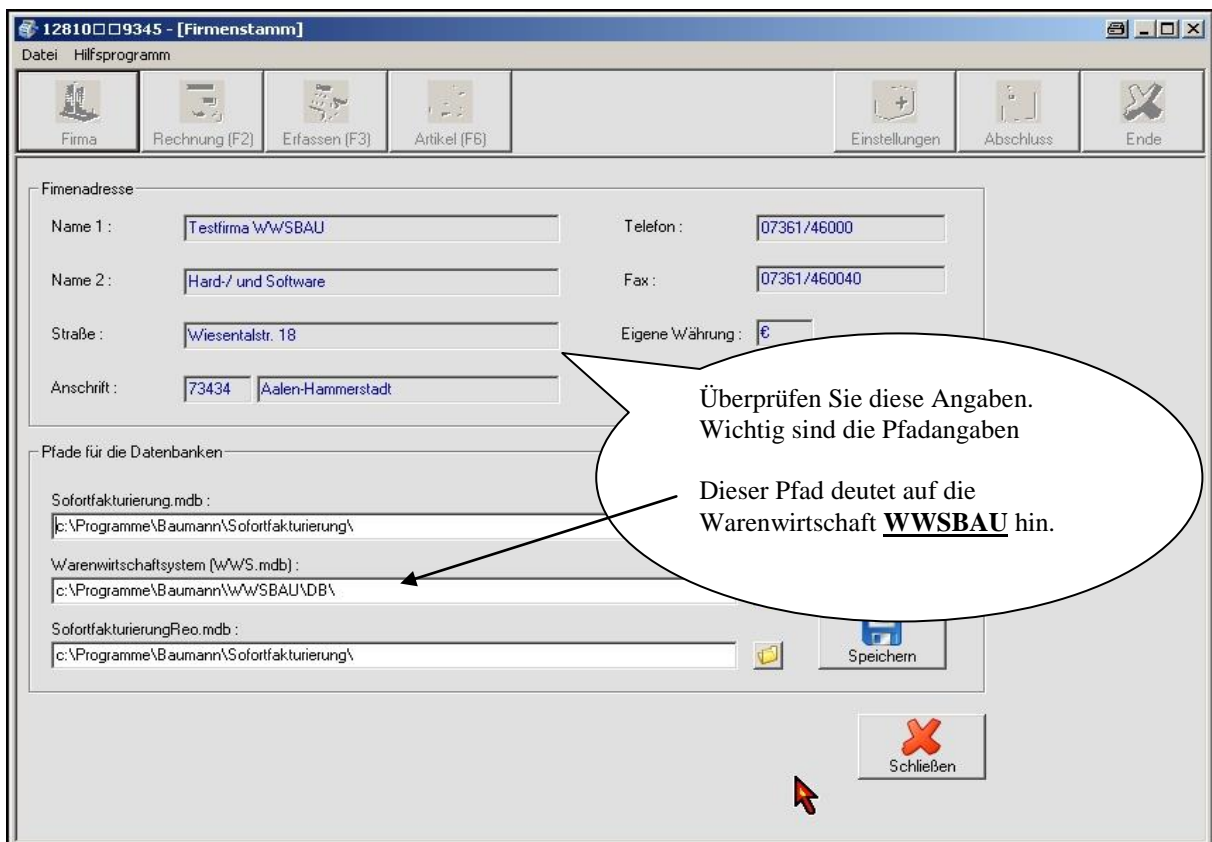 12810□□9345 - [Firmenstamm]
Datei Hilfsprogramm
Firma Rechnung (F2) Erfassen (F3) Artikel (F6) Einstellungen Abschluss Ende
Fimenadresse
Name 1 : Testfirma WWSBAU Telefon : 07361/46000
Name 2 : Hard-/ und Software Fax : 07361/460040
Straße : Wiesentalstr. 18 Eigene Währung : €
Anschrift : 73434 Aalen-Hammerstadt
Überprüfen Sie diese Angaben.
Wichtig sind die Pfadangaben
Dieser Pfad deutet auf die
Warenwirtschaft WWSBAU hin.
Pfade für die Datenbanken
Sofortfakturierung.mdb :
c:\Programme\Baumann\Sofortfakturierung\
Warenwirtschaftsystem (WWS.mdb) :
c:\Programme\Baumann\WWSBAU\DB\
SofortfakturierungReo.mdb :
c:\Programme\Baumann\Sofortfakturierung\
Speichern
Schließen